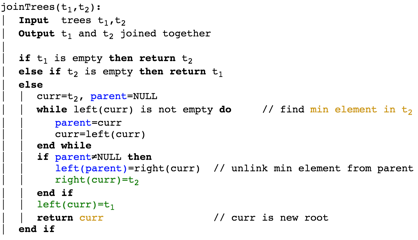 joinTrees(t1,t2):
| Input trees t1,t2
| Output t1 and t2 joined together
|
| if t1 is empty then return t2
| else if t2 is empty then return t1
| else
| | curr=t2, parent=NULL
| | while left(curr) is not empty do // find min element in t2
| | parent=curr
| | curr=left(curr)
| | end while
| | if parent≠NULL then
| | left(parent)=right(curr) // unlink min element from parent
| | right(curr)=t2
| | end if
| | left(curr)=t1
| | return curr // curr is new root
| end if